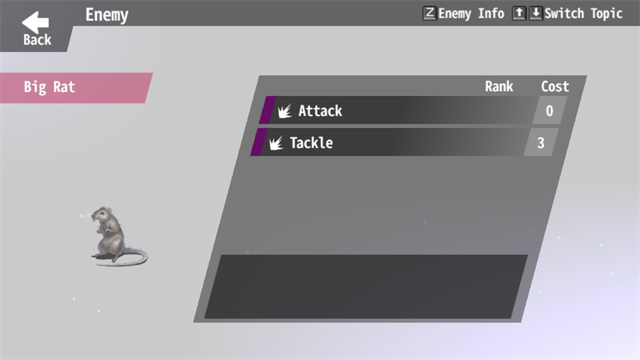 Back
Enemy
Z Enemy Info ↑ ↓ Switch Topic
Big Rat
Rank Cost
Attack 0
Tackle 3